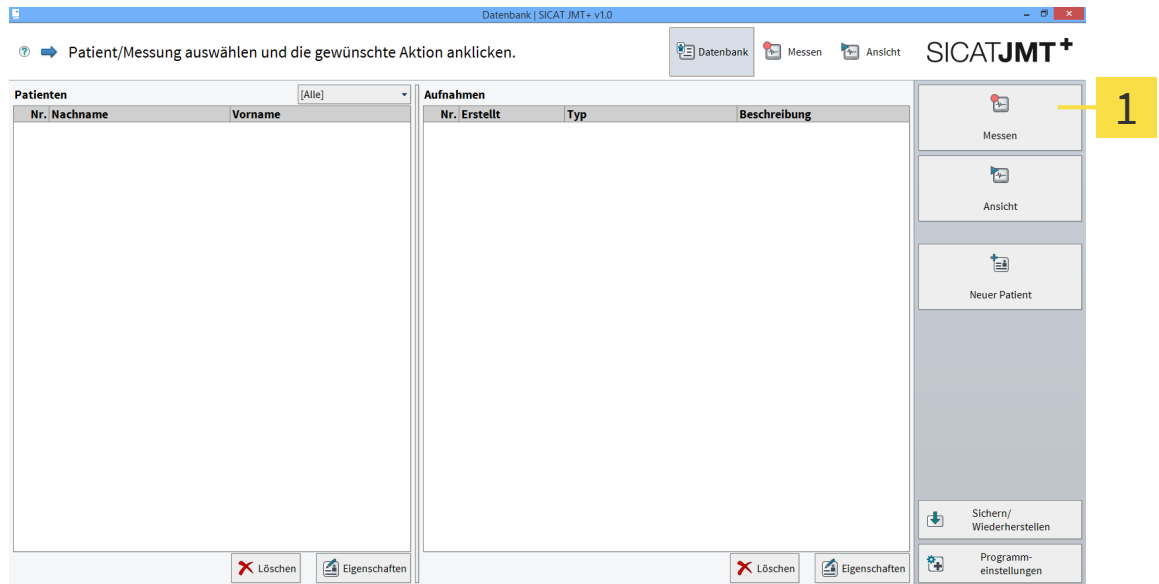 Datenbank | SICAT JMT+ v1.0
Patient/Messung auswählen und die gewünschte Aktion anklicken.
Datenbank Messen Ansicht SICATJMT+
Patienten [Alle] Aufnahmen
Nr. Nachname Vorname Nr. Erstellt Typ Beschreibung
1
Messen
Ansicht
Neuer Patient
Sichern/
Wiederherstellen
Löschen Eigenschaften Löschen Eigenschaften
Programm-
einstellungen